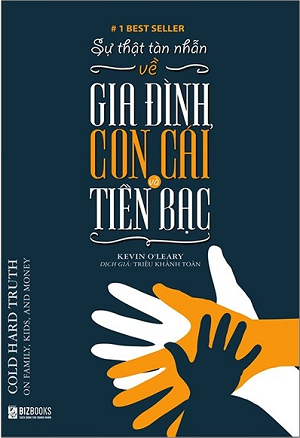 # 1 BEST SELLER
Sự thật tàn nhẫn
về
GIA ĐÌNH,
CON CÁI
và
TIỀN BẠC
KEVIN O'LEARY
DỊCH GIẢ: TRIỆU KHÁNH TOÀN
COLD HARD TRUTH
ON FAMILY, KIDS, AND MONEY
BIZBOOKS